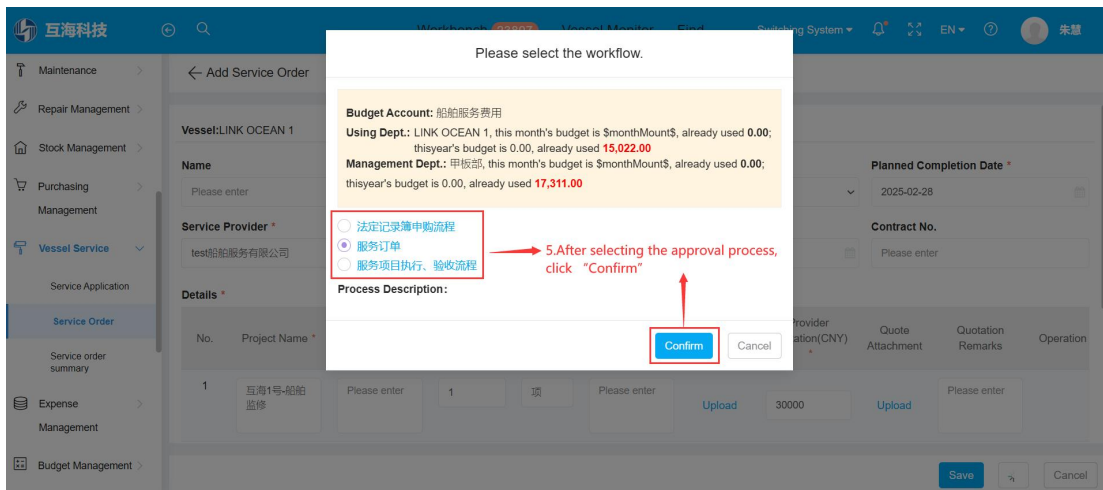 互海科技
Workbench 23807 Vessel Monitor Find
Switching System
EN
朱慧
Maintenance
Repair Management
Stock Management
Purchasing
Management
Vessel Service
Service Application
Service Order
Service order
summary
Expense
Management
Budget Management
Add Service Order
Vessel:LINK OCEAN 1
Name
Please enter
Service Provider *
test船舶服务有限公司
Planned Completion Date *
2025-02-28
Contract No.
Please enter
Please select the workflow.
Budget Account: 船舶服务费用
Using Dept.: LINK OCEAN 1, this month's budget is $monthMount$, already used 0.00;
thisyear's budget is 0.00, already used 15,022.00
Management Dept.: 甲板部, this month's budget is $monthMount$, already used 0.00;
thisyear's budget is 0.00, already used 17,311.00
法定记录簿申购流程
服务订单
服务项目执行、验收流程
5.After selecting the approval process,
click “Confirm”
Process Description:
Confirm Cancel
Details *
No. Project Name *
Quote
Attachment
Quotation
Remarks
Operation
1 互海1号-船舶
监修
Please enter 1 项 Please enter Upload 30000 Upload Please enter
Save Cancel